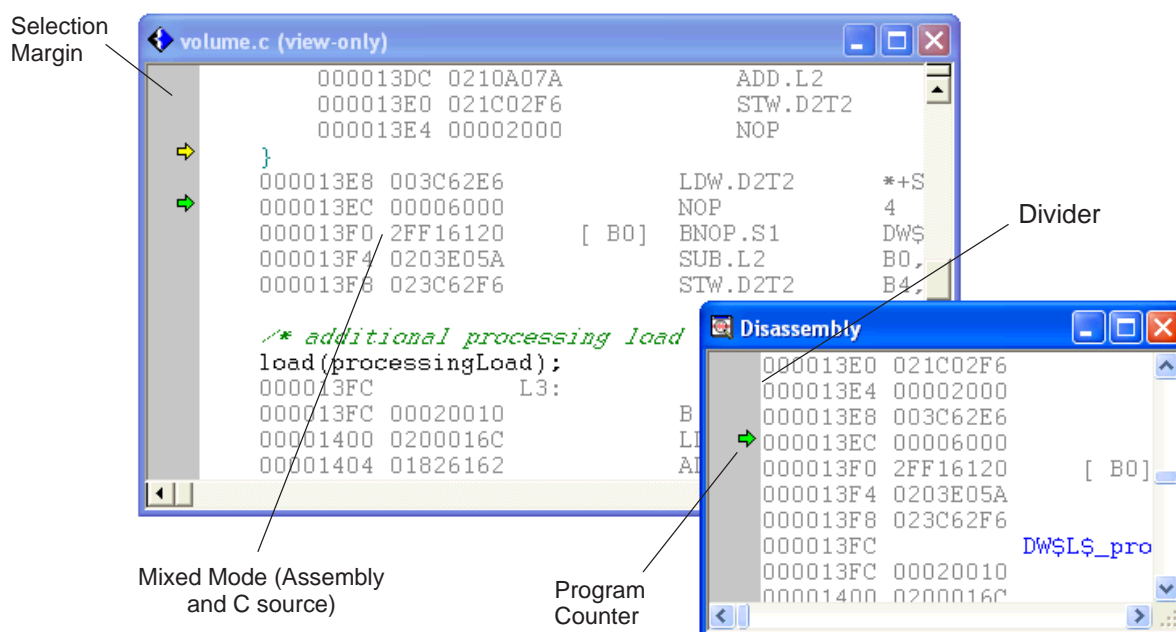 Selection
Margin
volume.c (view-only)
000013DC 0210A07A ADD.L2
000013E0 021C02F6 STW.D2T2
000013E4 00002000 NOP
}
000013E8 003C62E6 LDW.D2T2 *+S
000013EC 00006000 NOP 4
000013F0 2FF16120 [ B0] BNOP.S1 DW$
000013F4 0203E05A SUB.L2 B0,
000013F8 023C62F6 STW.D2T2 B4,
/* additional processing load
load(processingLoad);
000013FC L3:
000013FC 00020010 B
00001400 0200016C
00001404 01826162
Divider
Disassembly
000013E0 021C02F6
000013E4 00002000
000013E8 003C62E6
000013EC 00006000
000013F0 2FF16120 [ B0]
000013F4 0203E05A
000013F8 023C62F6
000013FC DW$L$_pro
000013FC 00020010
00001400 0200016C
Mixed Mode (Assembly
and C source)
Program
Counter